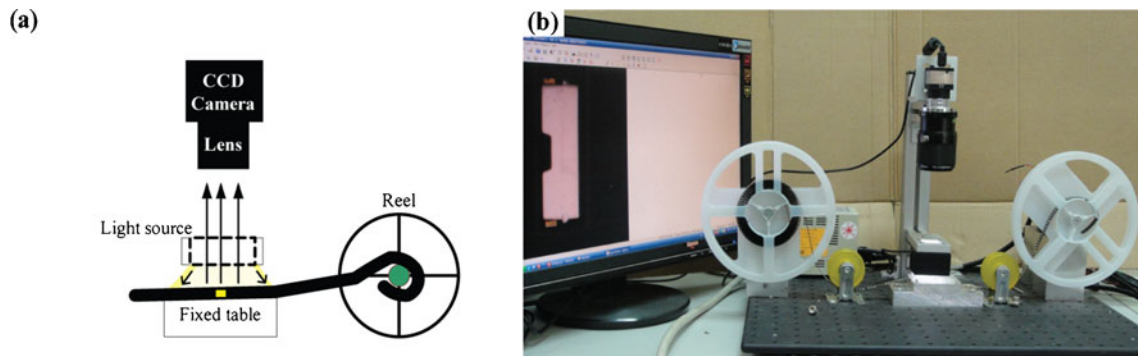 (a)
CCD
Camera
Lens
Light source
Reel
Fixed table
(b)